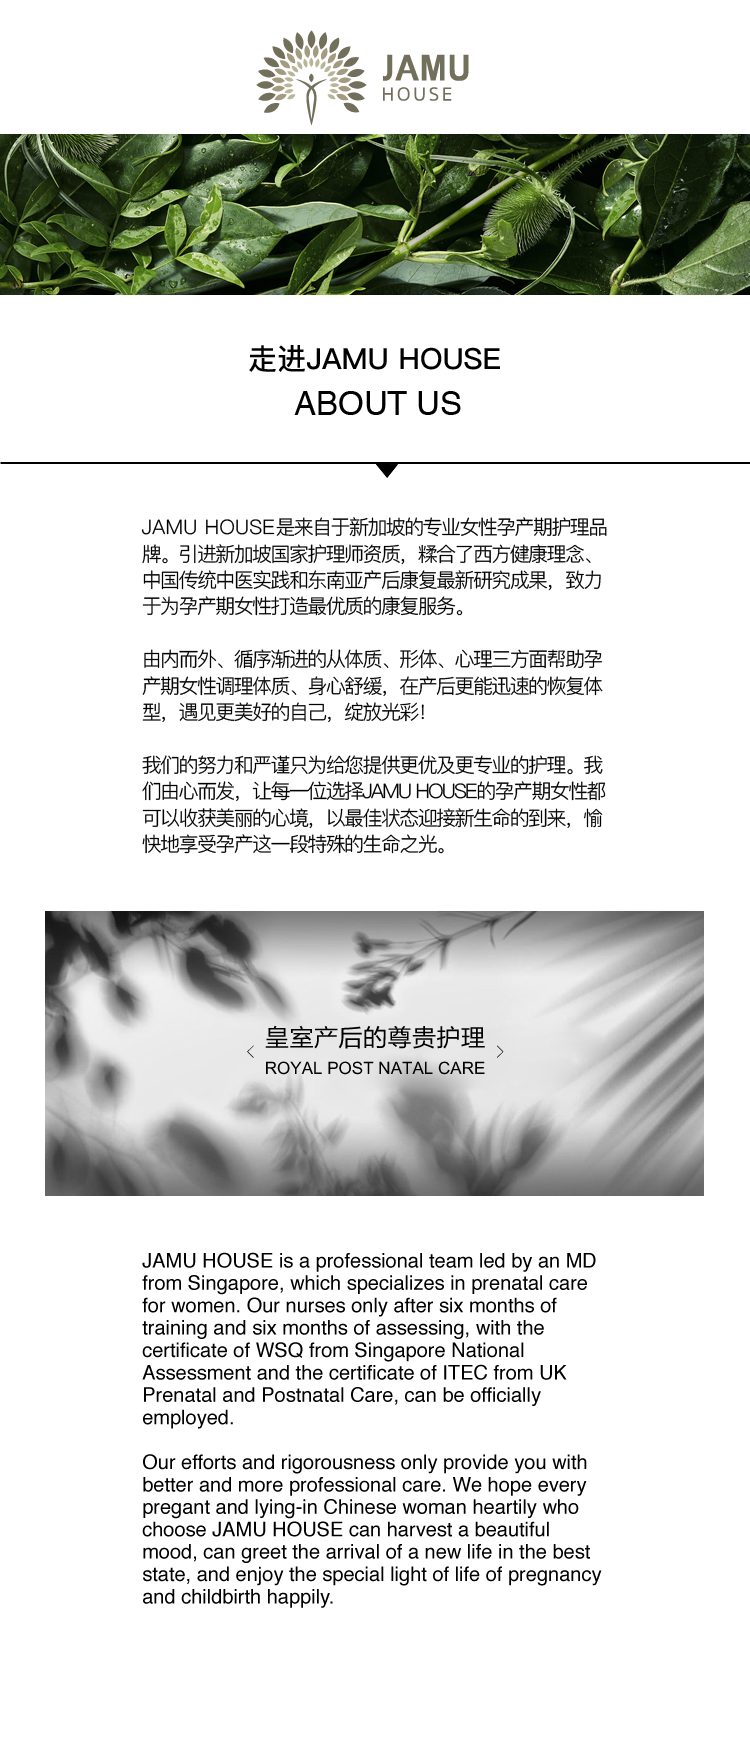 JAMU
HOUSE
走进JAMU HOUSE
ABOUT US
JAMU HOUSE是来自于新加坡的专业女性孕产期护理品
牌。引进新加坡国家护理师资质，糅合了西方健康理念、
中国传统中医实践和东南亚产后康复最新研究成果，致力
于为孕产期女性打造最优质的康复服务。
由内而外、循序渐进的从体质、形体、心理三方面帮助孕
产期女性调理体质、身心舒缓，在产后更能迅速的恢复体
型，遇见更美好的自己，绽放光彩！
我们的努力和严谨只为给您提供更优及更专业的护理。我
们由心而发，让每一位选择JAMU HOUSE的孕产期女性都
可以收获美丽的心境，以最佳状态迎接新生命的到来，愉
快地享受孕产这一段特殊的生命之光。
皇室产后的尊贵护理
ROYAL POST NATAL CARE
JAMU HOUSE is a professional team led by an MD
from Singapore, which specializes in prenatal care
for women. Our nurses only after six months of
training and six months of assessing, with the
certificate of WSQ from Singapore National
Assessment and the certificate of ITEC from UK
Prenatal and Postnatal Care, can be officially
employed.
Our efforts and rigorousness only provide you with
better and more professional care. We hope every
pregant and lying-in Chinese woman heartily who
choose JAMU HOUSE can harvest a beautiful
mood, can greet the arrival of a new life in the best
state, and enjoy the special light of life of pregnancy
and childbirth happily.